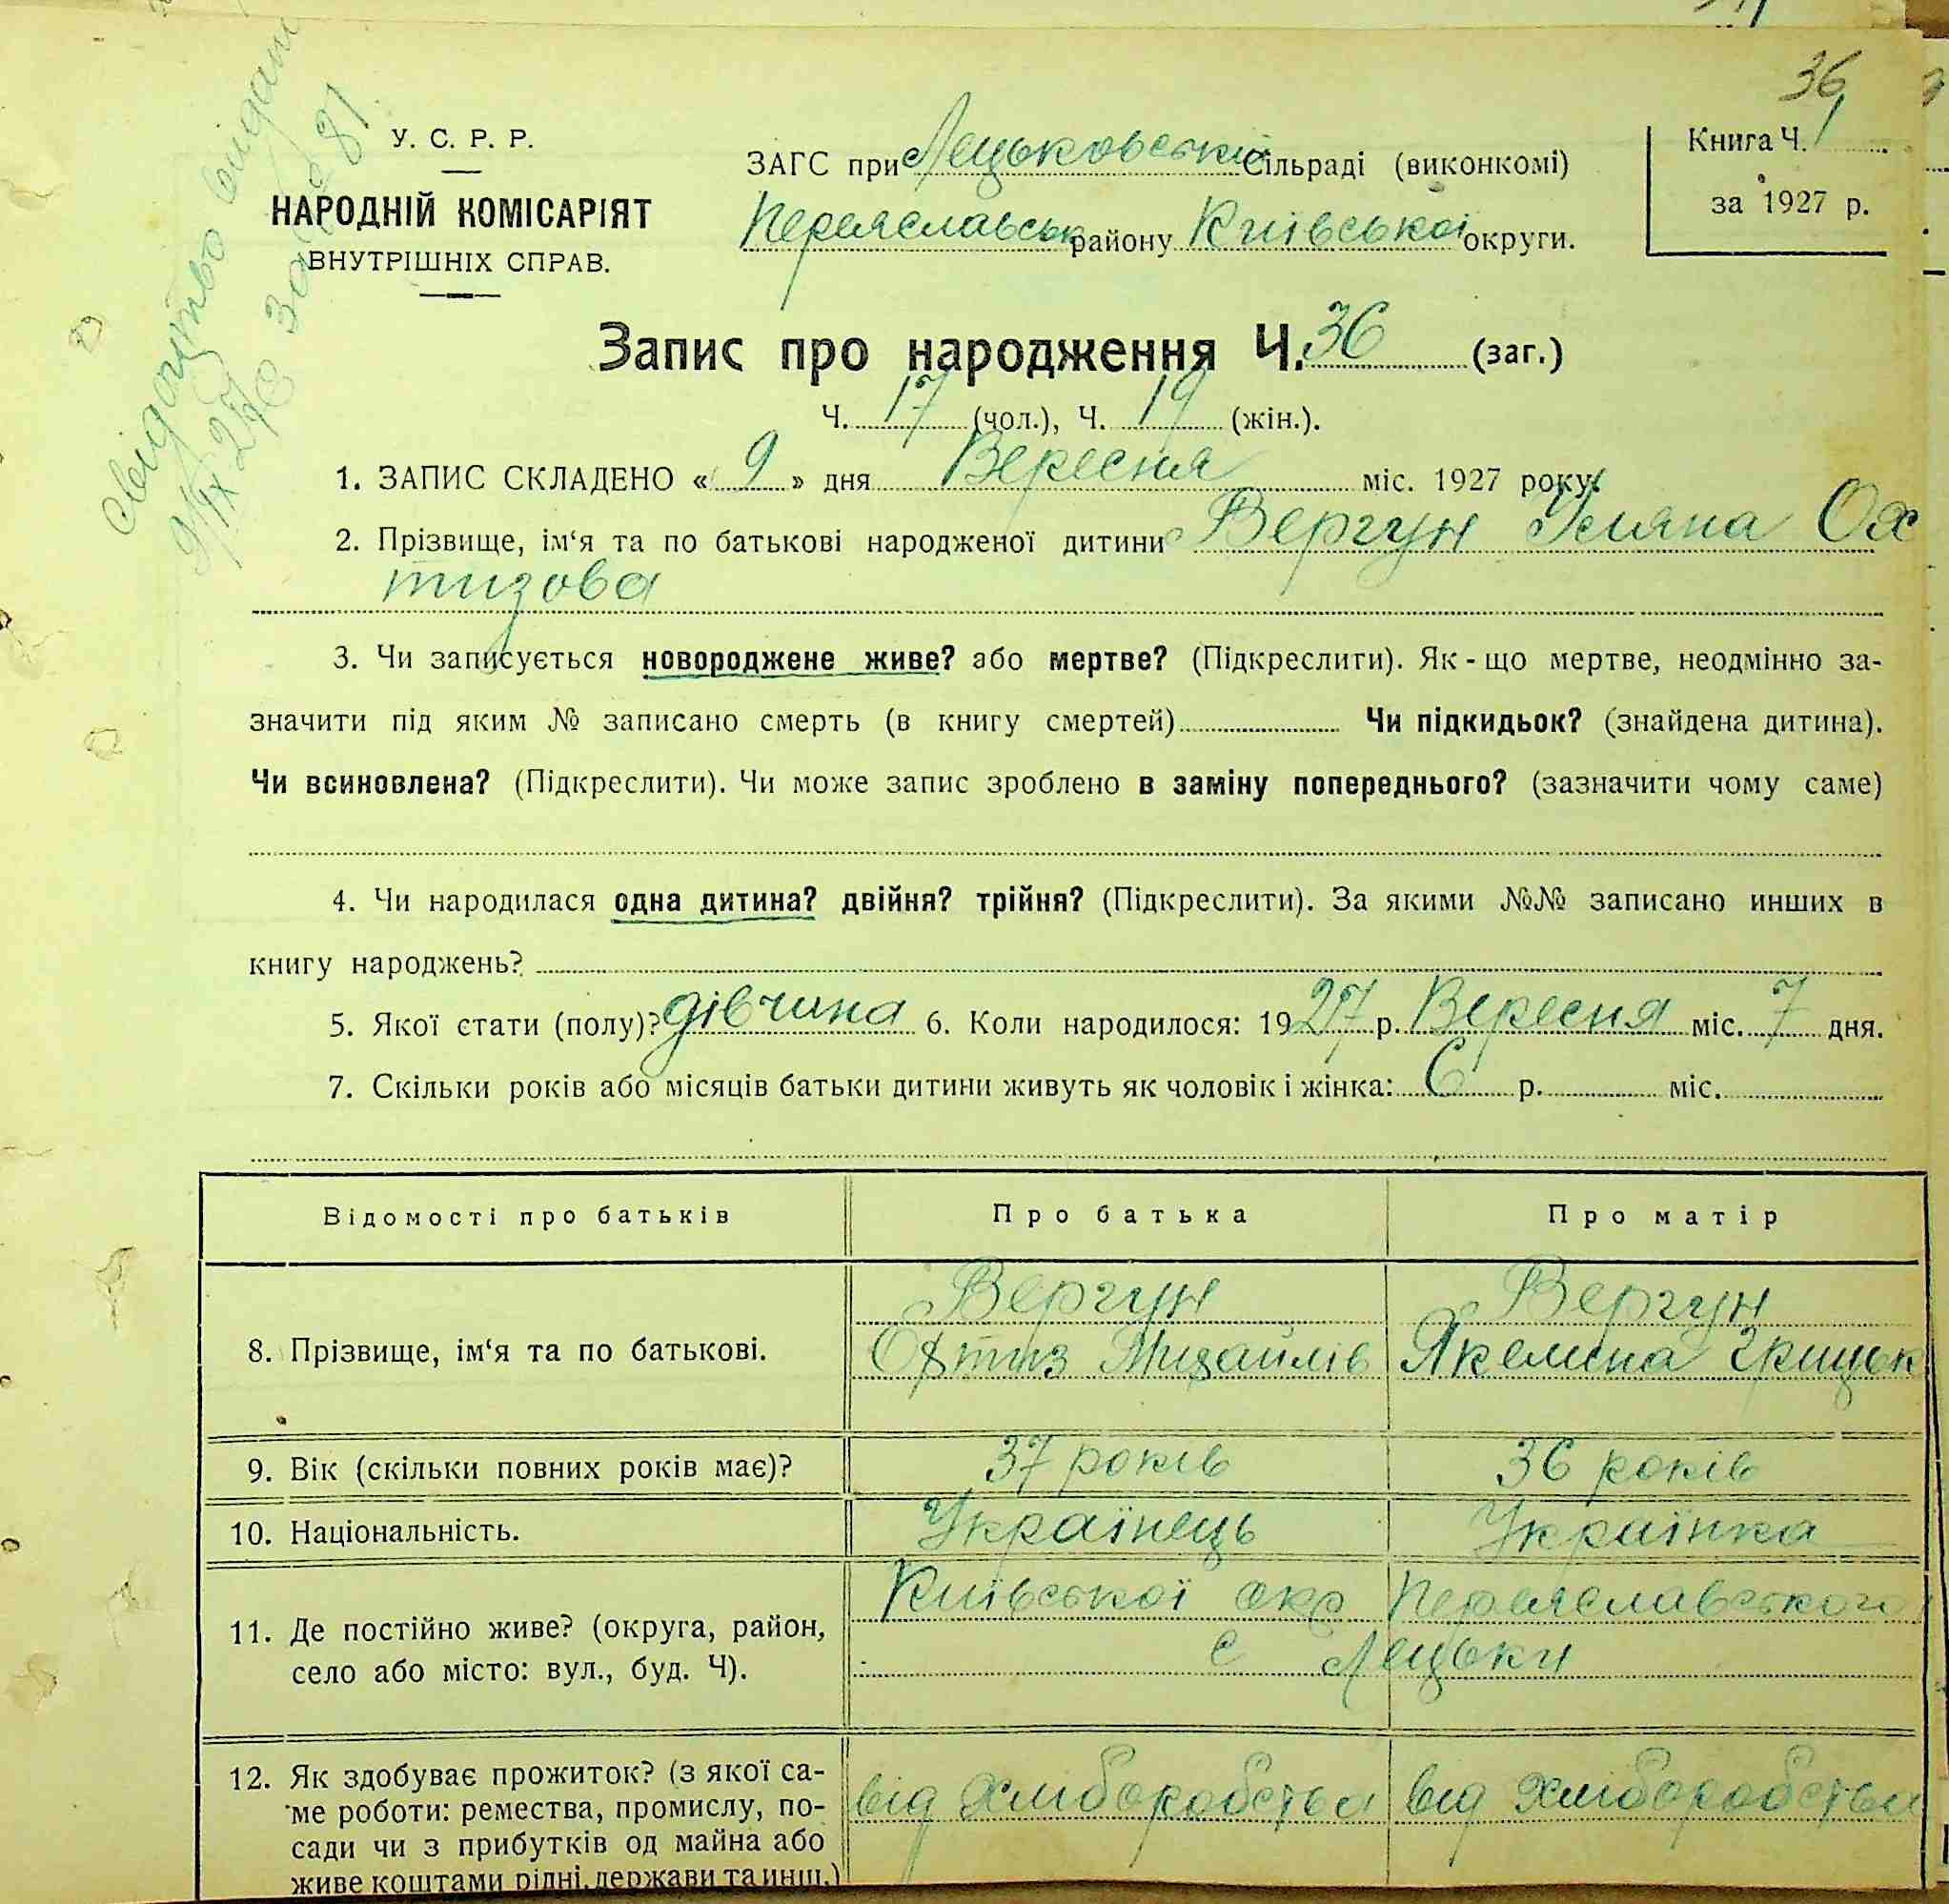 36
У. С. Р. Р.
НАРОДНІЙ КОМІСАРІЯТ
ВНУТРІШНІХ СПРАВ.
свідоцтво видати
9/IX 27 р за № 81
ЗАГС при Лецьковській Сільраді (виконкомі)
Переяславськ району Київської округи.
Книга Ч. 1
за 1927 р.
Запис про народження Ч. 36 (заг.)
Ч. 17 (чол.), Ч. 19 (жін.).
1. ЗАПИС СКЛАДЕНО « 9 » дня Вересня міс. 1927 року.
2. Прізвище, ім‘я та по батькові народженої дитини Вергун Уляна
тизова
3. Чи записується новороджене живе? або мертве? (Підкреслити). Як-що мертве, неодмінно за-
значити під яким № записано смерть (в книгу смертей) Чи підкидьок? (знайдена дитина).
Чи всиновлена? (Підкреслити). Чи може запис зроблено в заміну попереднього? (зазначити чому саме)
4. Чи народилася одна дитина? двійня? трійня? (Підкреслити). За якими №№ записано инших в
книгу народжень?
5. Якої стати (полу)? дівчина 6. Коли народилося: 1927 р. Вересня міс. 7 дня.
7. Скільки років або місяців батьки дитини живуть як чоловік і жінка: 6 р. міс.
Відомості про батьків Про батька Про матір
Вергун Вергун
8. Прізвище, ім‘я та по батькові. Михайлів Якелина Грицьк
9. Вік (скільки повних років має)? 37 років 36 років
10. Національність. Українець Українка
Київської окр Переяславського
11. Де постійно живе? (округа, район,
село або місто: вул., буд. Ч). с Лецьки
12. Як здобуває прожиток? (з якої са-
ме роботи: ремества, промислу, по- від хліборобства від хліборобства
сади чи з прибутків од майна або
живе коштами рідні, держави та инш.)